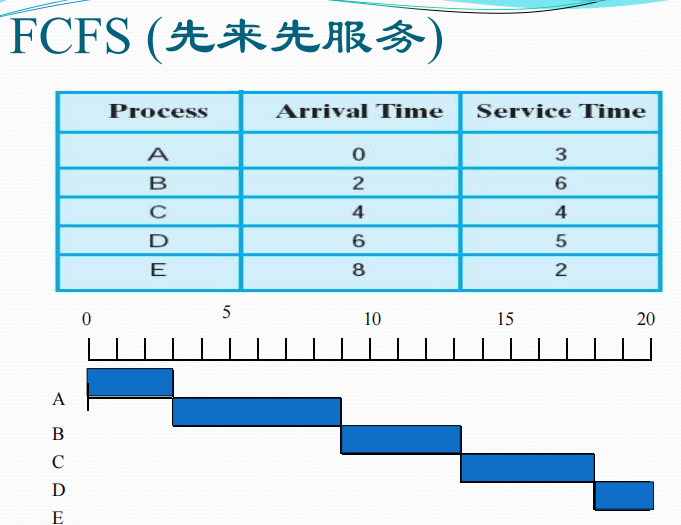 FCFS (先来先服务)
Process Arrival Time Service Time
A 0 3
B 2 6
C 4 4
D 6 5
E 8 2
0 5 10 15 20
A
B
C
D
E